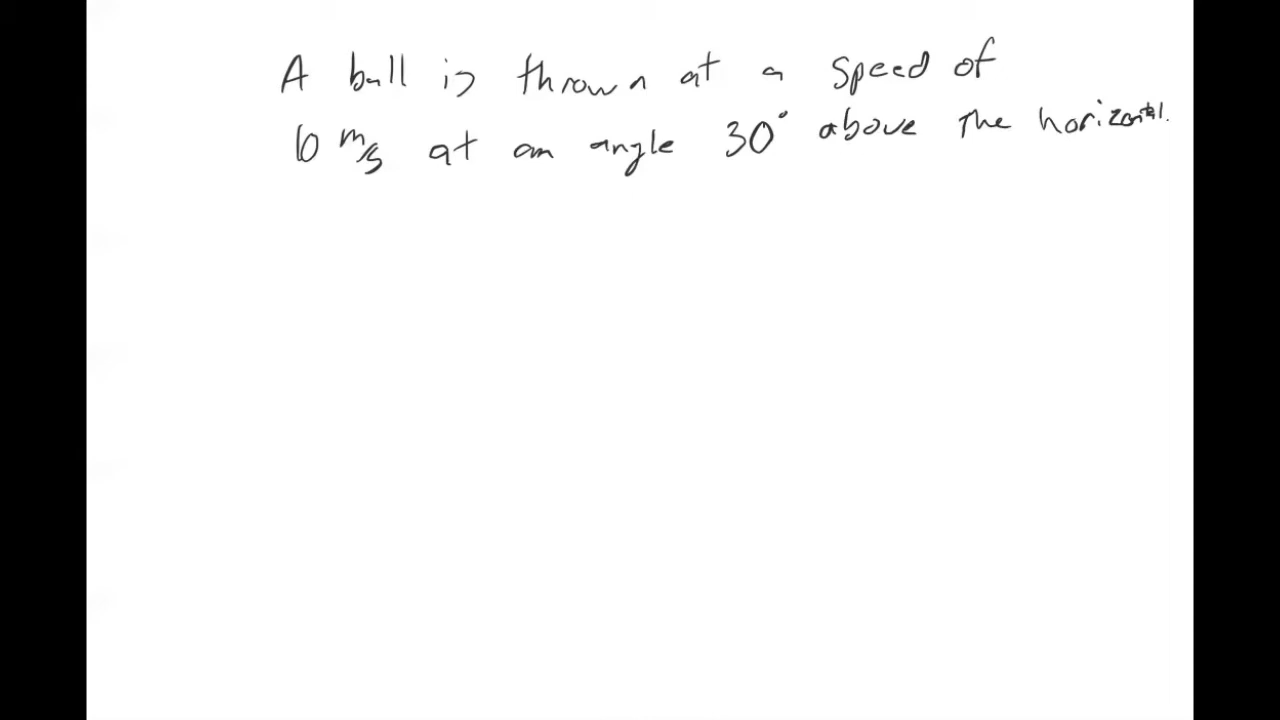 A ball is thrown at a speed of
10 m/s at an angle 30° above the horizontal.